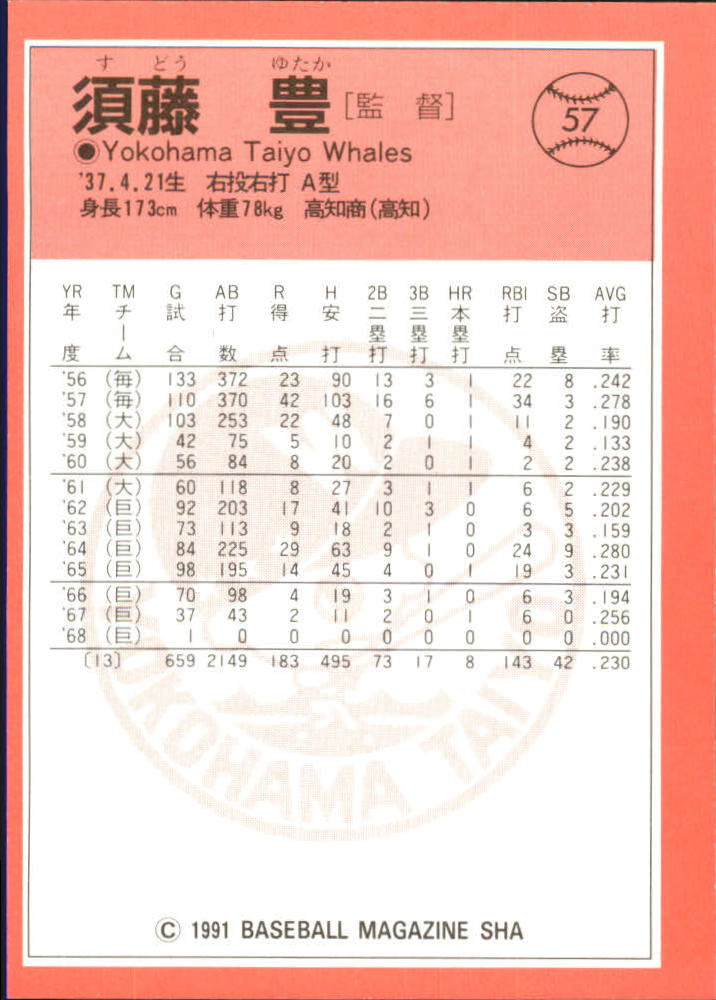 すどう ゆたか
須藤 豊 [監 督]
57
●Yokohama Taiyo Whales
'37.4.21生 右投右打 A型
身長173cm 体重78kg 高知商(高知)
YR TM G AB R H 2B 3B HR RBI SB AVG
年度 チーム 試合 打数 得点 安打 二塁打 三塁打 本塁打 打点 盗塁 打率
'56 (毎) 133 372 23 90 13 3 1 22 8 .242
'57 (毎) 110 370 42 103 16 6 1 34 3 .278
'58 (大) 103 253 22 48 7 0 1 11 2 .190
'59 (大) 42 75 5 10 2 1 1 4 2 .133
'60 (大) 56 84 8 20 2 0 1 2 2 .238
'61 (大) 60 118 8 27 3 1 1 6 2 .229
'62 (巨) 92 203 17 41 10 3 0 6 5 .202
'63 (巨) 73 113 9 18 2 1 0 3 3 .159
'64 (巨) 84 225 29 63 9 1 0 24 9 .280
'65 (巨) 98 195 14 45 4 0 1 19 3 .231
'66 (巨) 70 98 4 19 3 1 0 6 3 .194
'67 (巨) 37 43 2 11 2 0 1 6 0 .256
'68 (巨) 1 0 0 0 0 0 0 0 0 .000
[13] 659 2149 183 495 73 17 8 143 42 .230
YOKOHAMA TAIYO
© 1991 BASEBALL MAGAZINE SHA